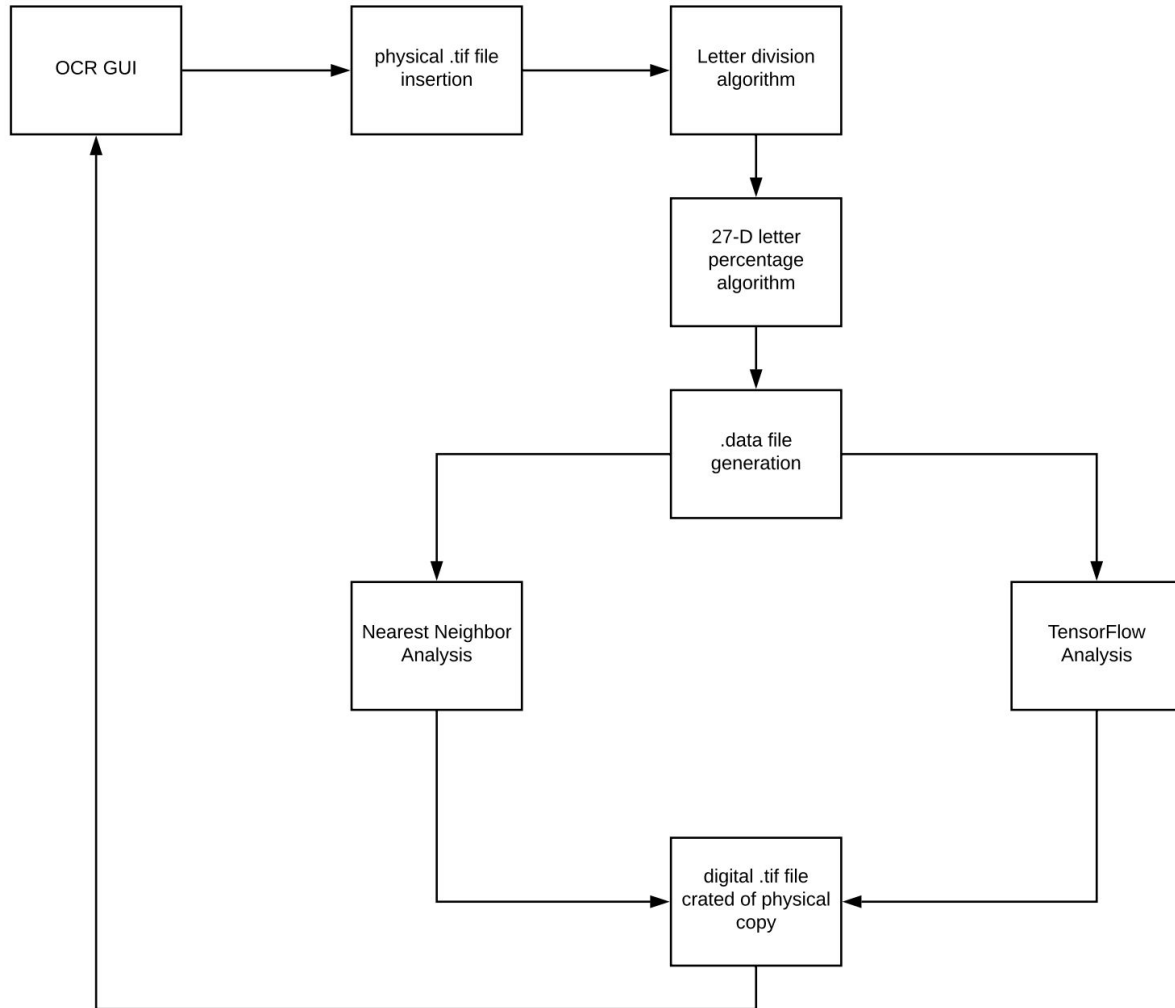 OCR GUI
physical .tif file
insertion
Letter division
algorithm
27-D letter
percentage
algorithm
.data file
generation
Nearest Neighbor
Analysis
TensorFlow
Analysis
digital .tif file
crated of physical
copy